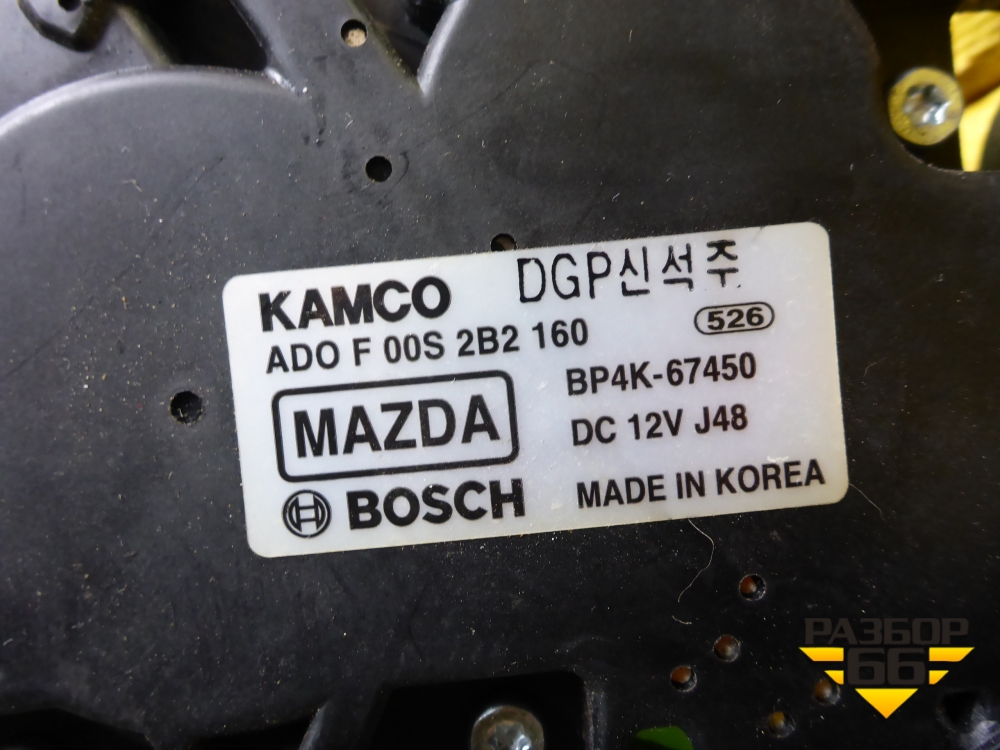 KAMCO DGP신석주
526
ADO F 00S 2B2 160
BP4K-67450
MAZDA
DC 12V J48
BOSCH
MADE IN KOREA
РАЗБОР
66